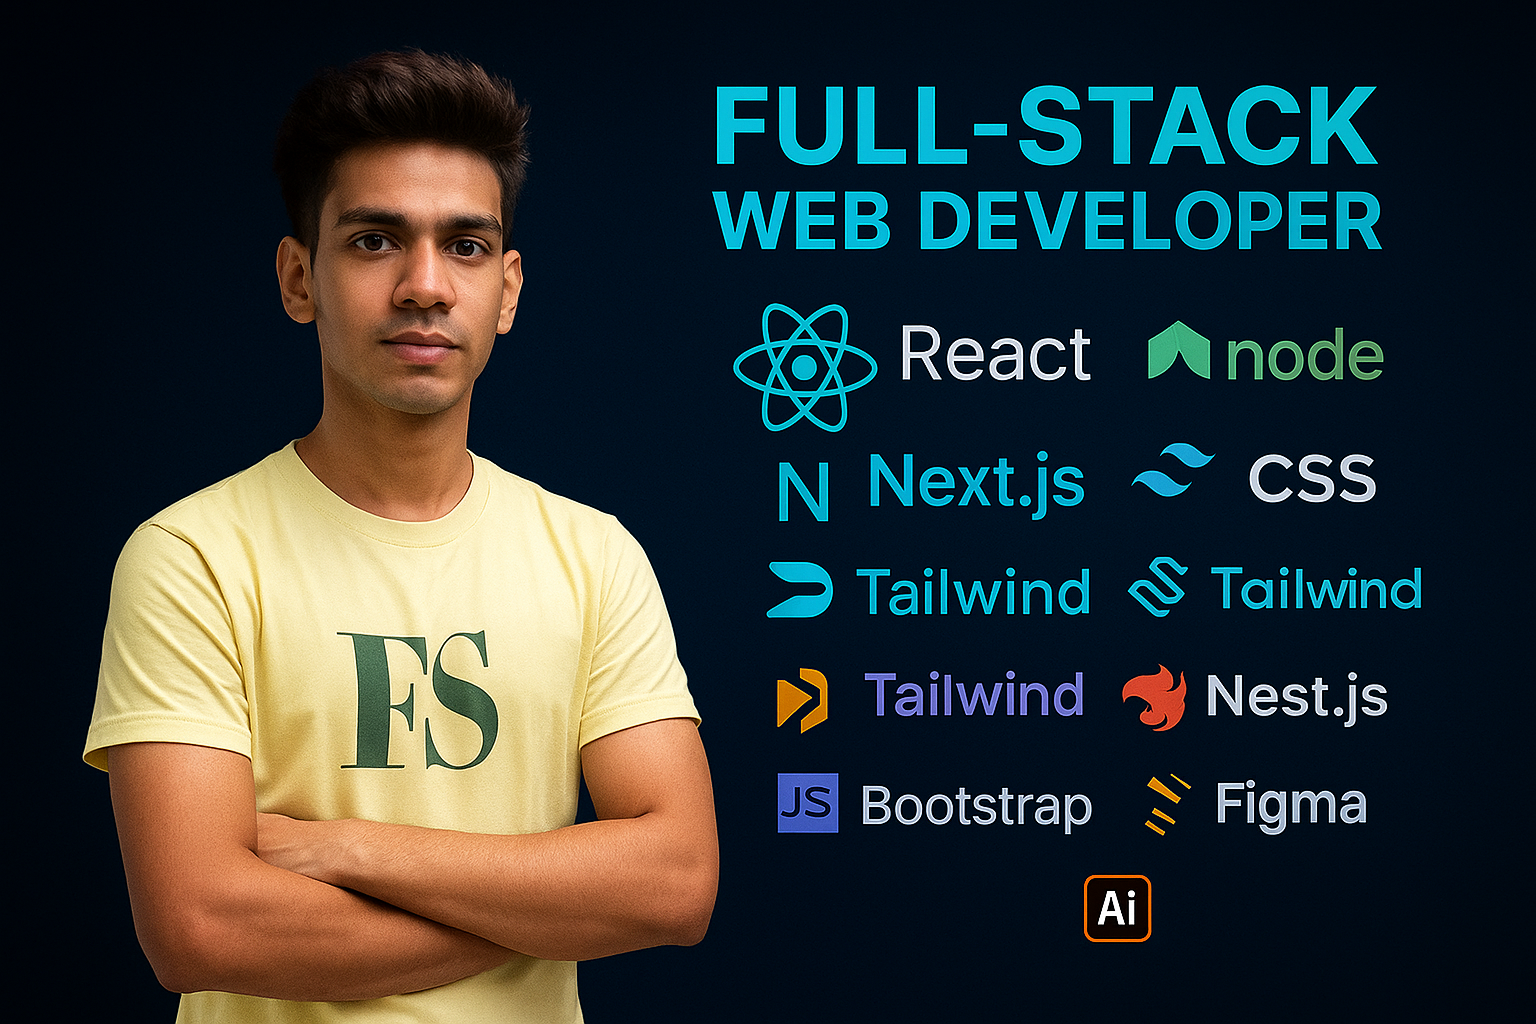 FULL-STACK
WEB DEVELOPER
React node
N Next.js CSS
Tailwind Tailwind
Tailwind Nest.js
JS Bootstrap Figma
Ai
FS